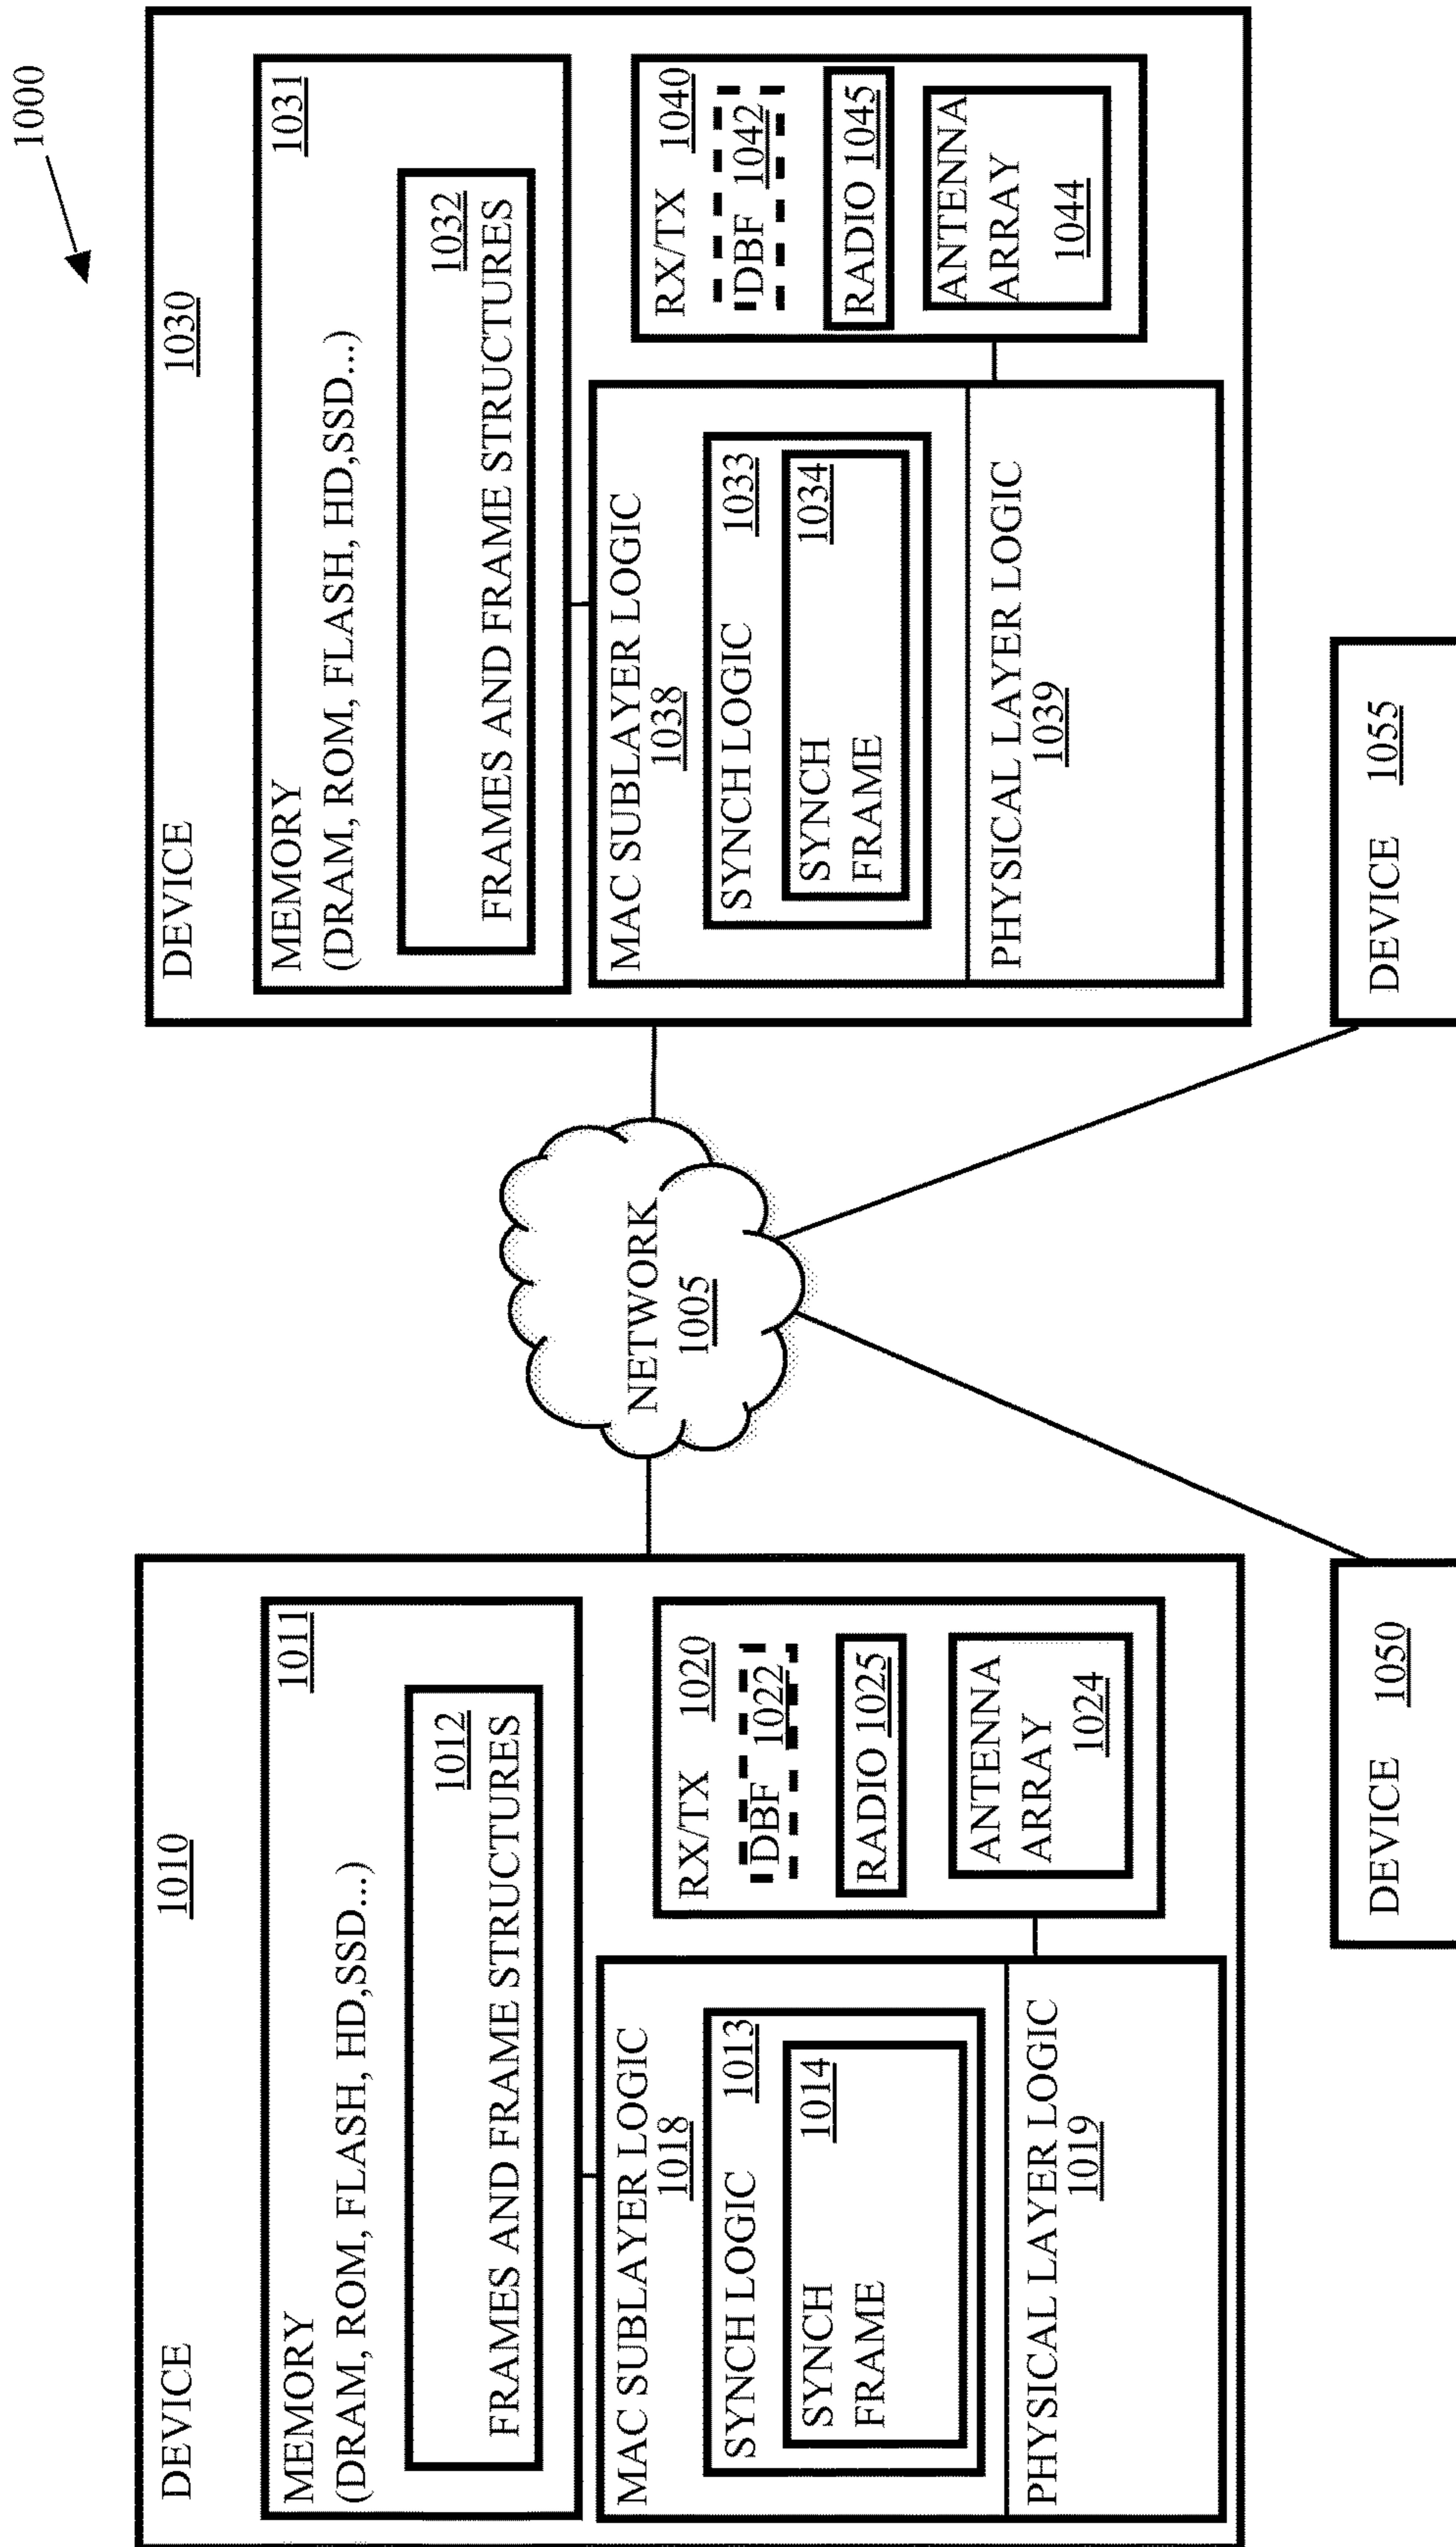 1000
DEVICE 1010
MEMORY 1011
(DRAM, ROM, FLASH, HD,SSD...)
1012
FRAMES AND FRAME STRUCTURES
MAC SUBLAYER LOGIC
1018
SYNCH LOGIC 1013
SYNCH 1014
FRAME
PHYSICAL LAYER LOGIC
1019
RX/TX 1020
DBF 1022
RADIO 1025
ANTENNA
ARRAY
1024
NETWORK
1005
DEVICE 1030
MEMORY 1031
(DRAM, ROM, FLASH, HD,SSD...)
1032
FRAMES AND FRAME STRUCTURES
MAC SUBLAYER LOGIC
1038
SYNCH LOGIC 1033
SYNCH 1034
FRAME
PHYSICAL LAYER LOGIC
1039
RX/TX 1040
DBF 1042
RADIO 1045
ANTENNA
ARRAY
1044
DEVICE 1050
DEVICE 1055